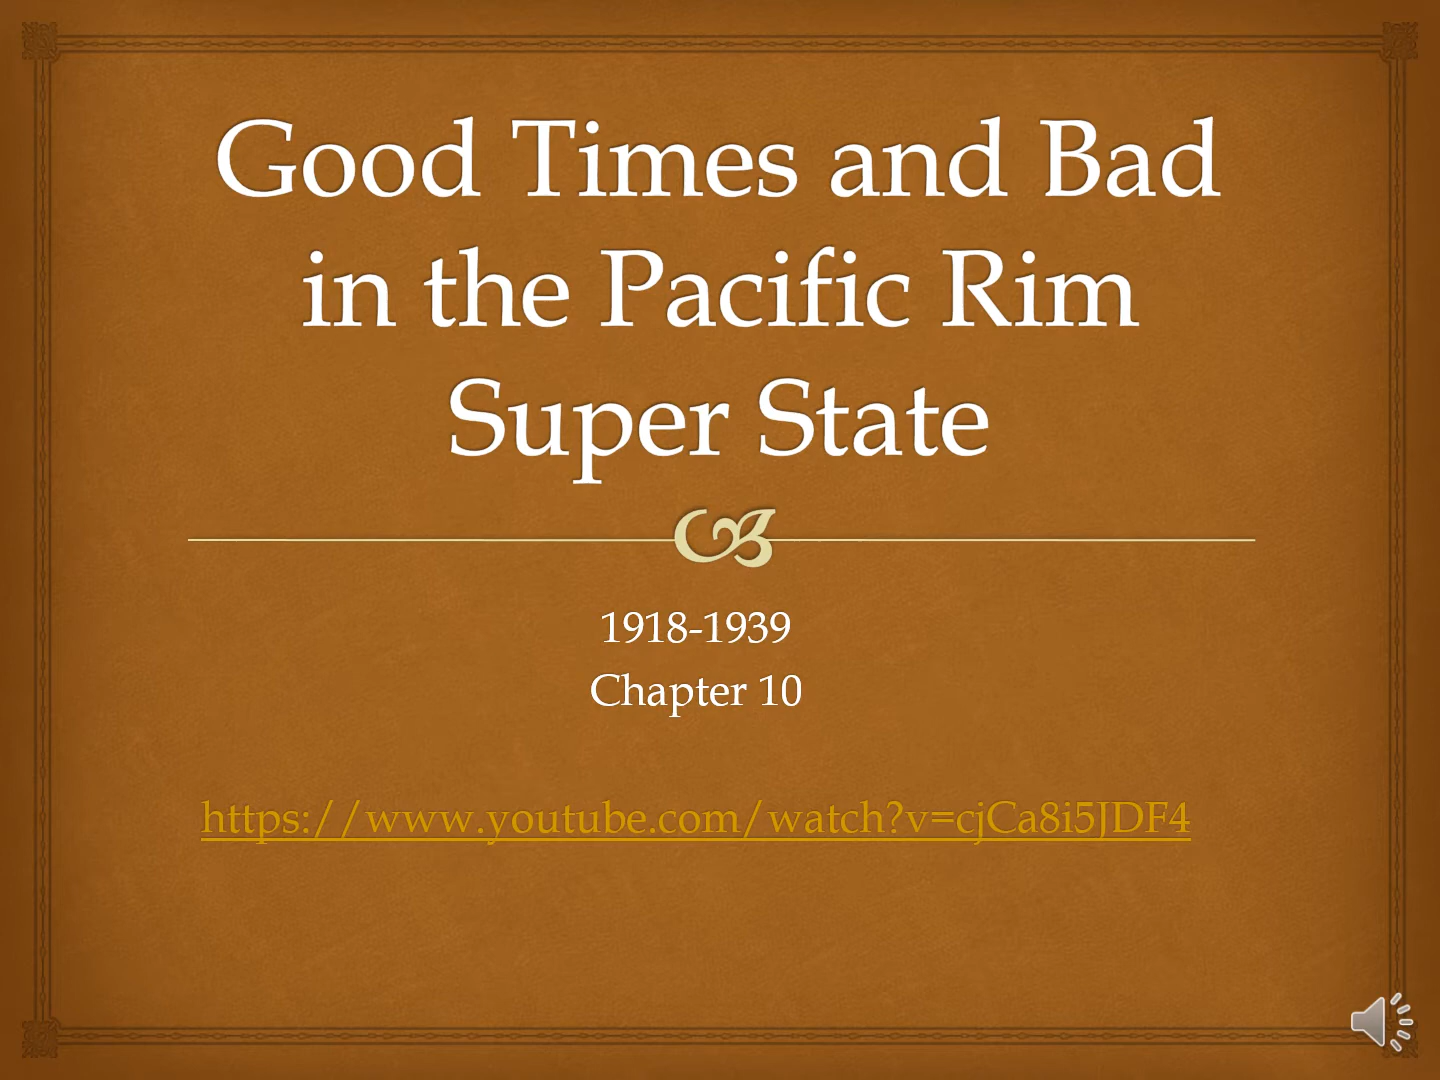 Good Times and Bad
in the Pacific Rim
Super State
1918-1939
Chapter 10
https://www.youtube.com/watch?v=cjCa8i5JDF4